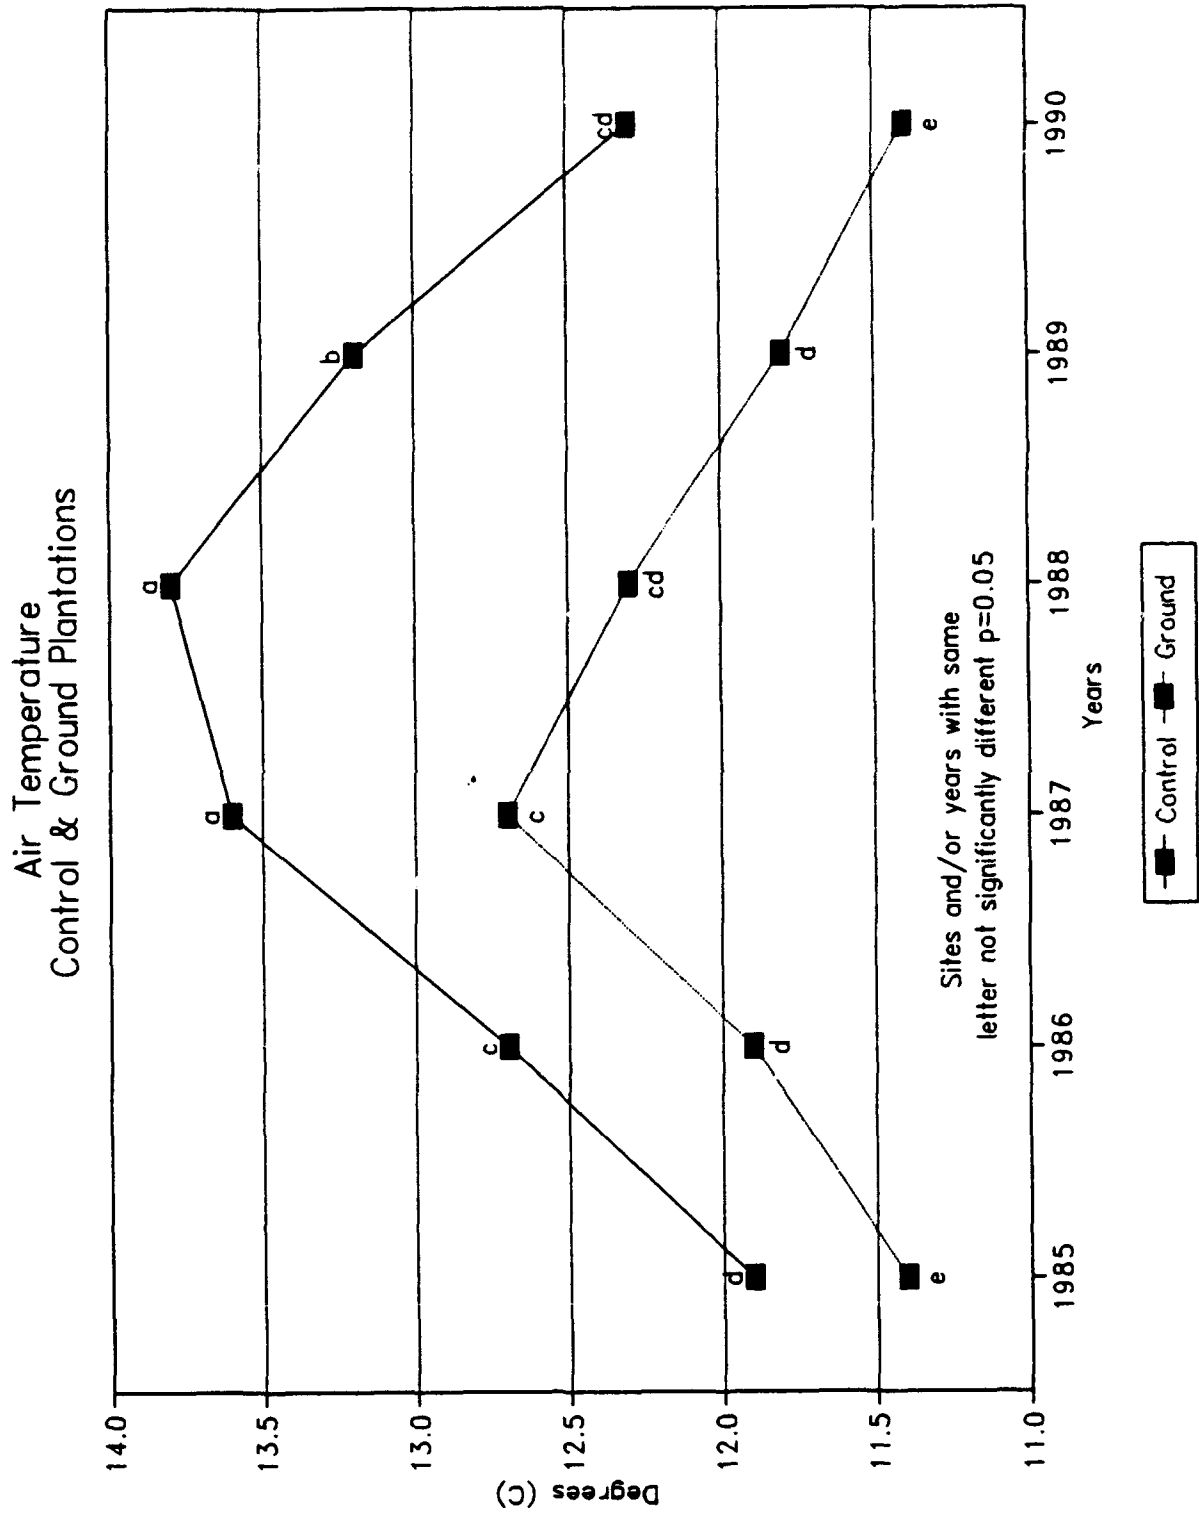 Air Temperature
Control & Ground Plantations
14.0
13.5
13.0
12.5
12.0
11.5
11.0
Degrees (C)
d
c
a
a
b
cd
e
d
c
cd
d
e
Sites and/or years with same
letter not significantly different p=0.05
1985 1986 1987 1988 1989 1990
Years
Control Ground